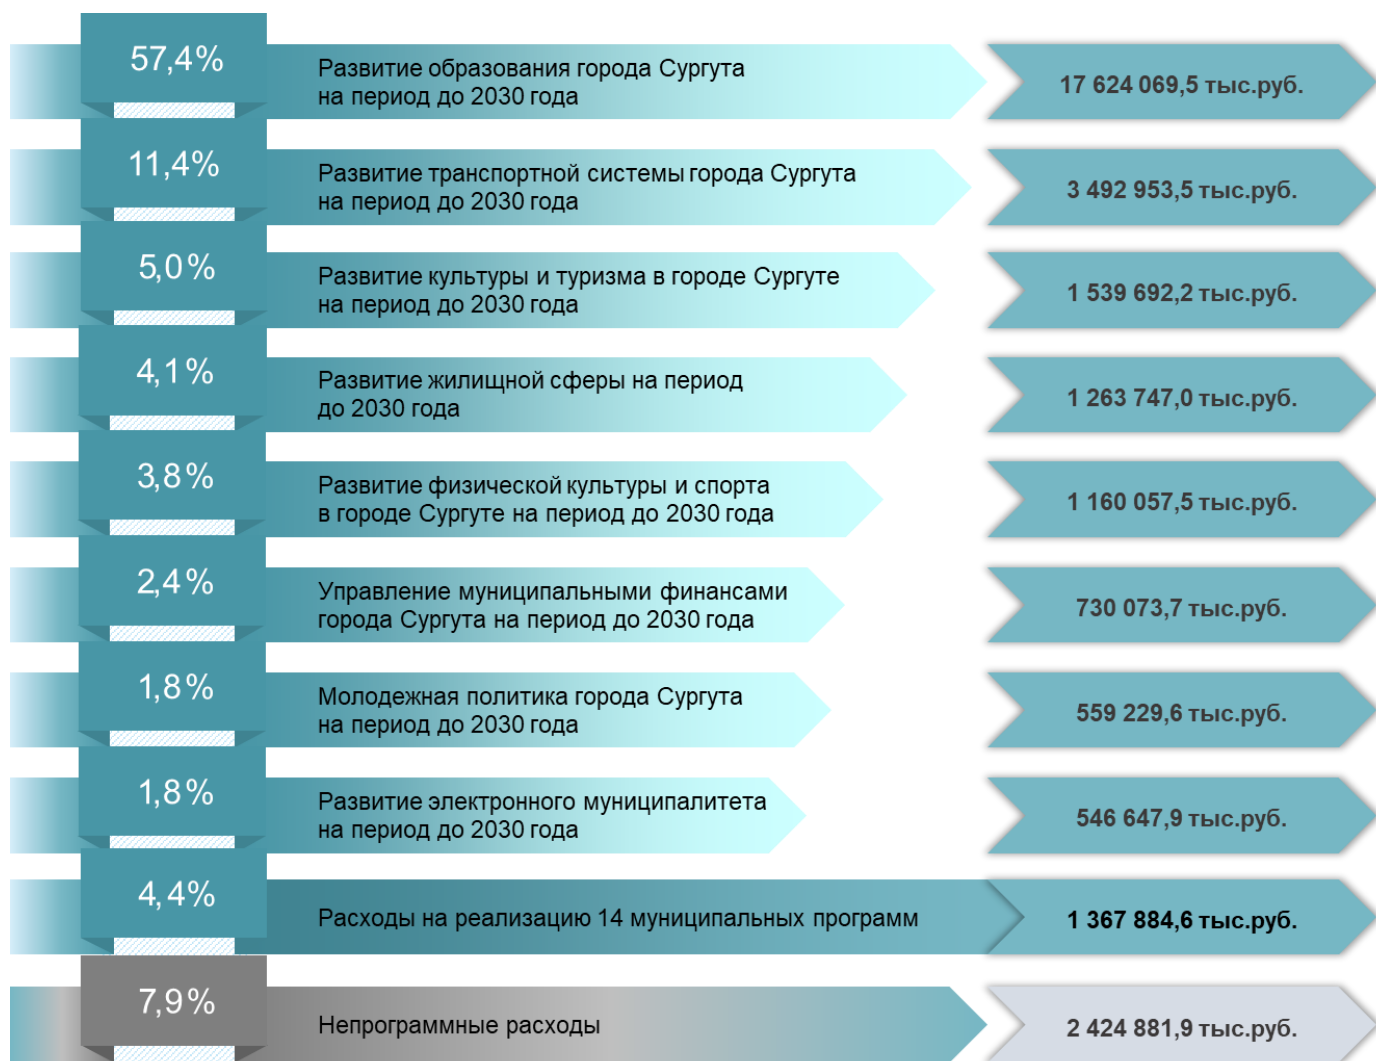 57,4%
Развитие образования города Сургута
на период до 2030 года
17 624 069,5 тыс.руб.
11,4%
Развитие транспортной системы города Сургута
на период до 2030 года
3 492 953,5 тыс.руб.
5,0%
Развитие культуры и туризма в городе Сургуте
на период до 2030 года
1 539 692,2 тыс.руб.
4,1%
Развитие жилищной сферы на период
до 2030 года
1 263 747,0 тыс.руб.
3,8%
Развитие физической культуры и спорта
в городе Сургуте на период до 2030 года
1 160 057,5 тыс.руб.
2,4%
Управление муниципальными финансами
города Сургута на период до 2030 года
730 073,7 тыс.руб.
1,8%
Молодежная политика города Сургута
на период до 2030 года
559 229,6 тыс.руб.
1,8%
Развитие электронного муниципалитета
на период до 2030 года
546 647,9 тыс.руб.
4,4%
Расходы на реализацию 14 муниципальных программ
1 367 884,6 тыс.руб.
7,9%
Непрограммные расходы
2 424 881,9 тыс.руб.